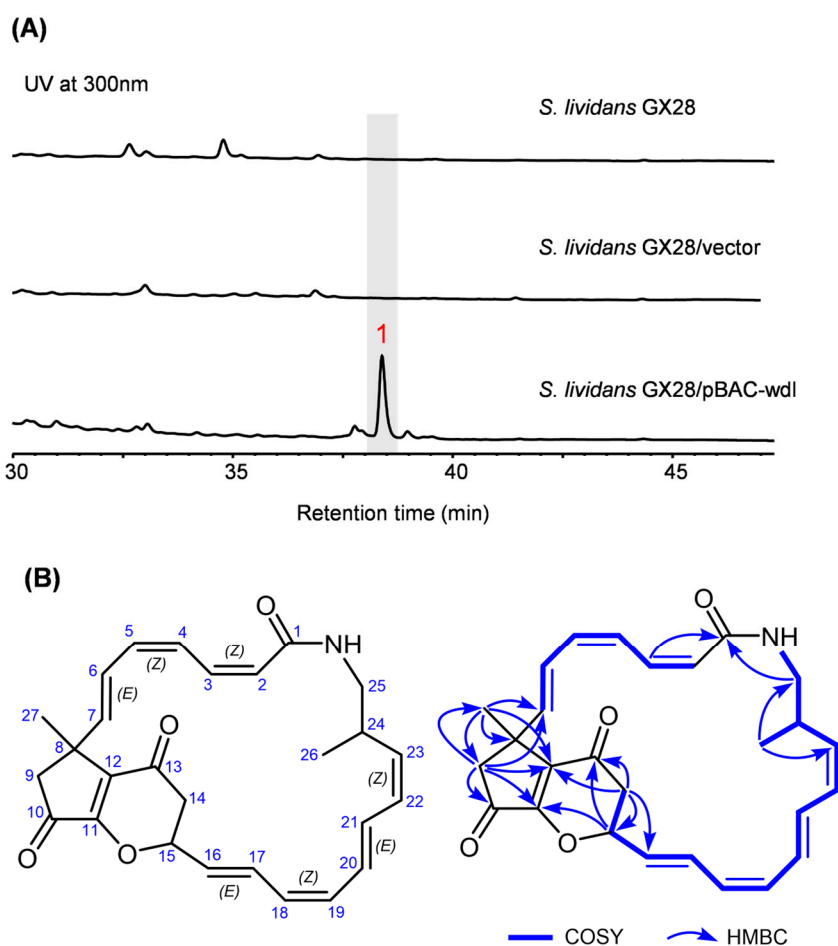 (A)
UV at 300nm
S. lividans GX28
S. lividans GX28/vector
1
S. lividans GX28/pBAC-wdl
30 35 40 45
Retention time (min)
(B)
O
1
NH
5 4
(Z) (Z)
6 3 2
25
(E)
27 7 O
24
8 12 13 26 23
9 (Z)
14 22
10 11
21
O O 15 16 17 20 (E)
(E) (Z)
18 19
O
NH
O
O O
COSY HMBC